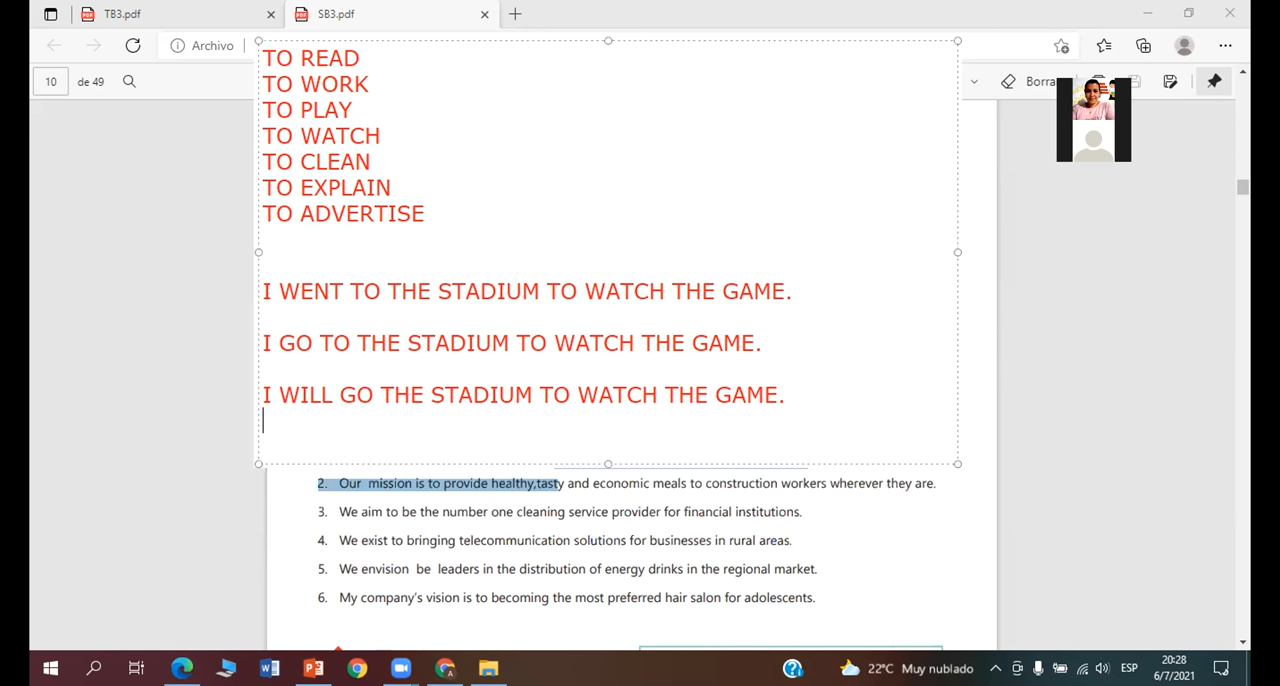 TB3.pdf
SB3.pdf
Archivo
10 de 49
Borra
TO READ
TO WORK
TO PLAY
TO WATCH
TO CLEAN
TO EXPLAIN
TO ADVERTISE
I WENT TO THE STADIUM TO WATCH THE GAME.
I GO TO THE STADIUM TO WATCH THE GAME.
I WILL GO THE STADIUM TO WATCH THE GAME.
2. Our mission is to provide healthy,tasty and economic meals to construction workers wherever they are.
3. We aim to be the number one cleaning service provider for financial institutions.
4. We exist to bringing telecommunication solutions for businesses in rural areas.
5. We envision be leaders in the distribution of energy drinks in the regional market.
6. My company's vision is to becoming the most preferred hair salon for adolescents.
22°C Muy nublado
ESP
20:28
6/7/2021